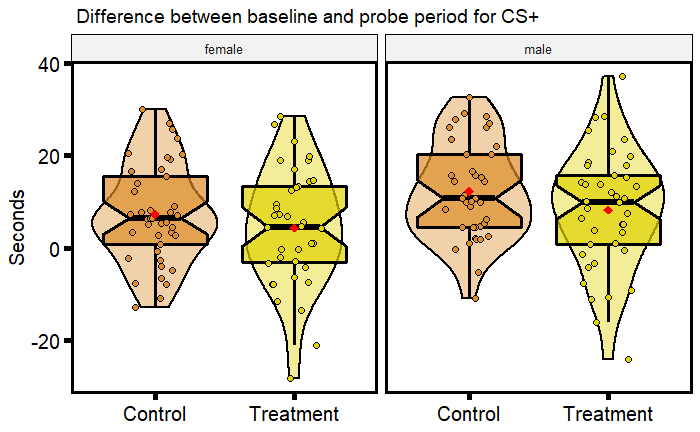 Difference between baseline and probe period for CS+
female
male
Seconds
40
20
0
-20
Control
Treatment
Control
Treatment